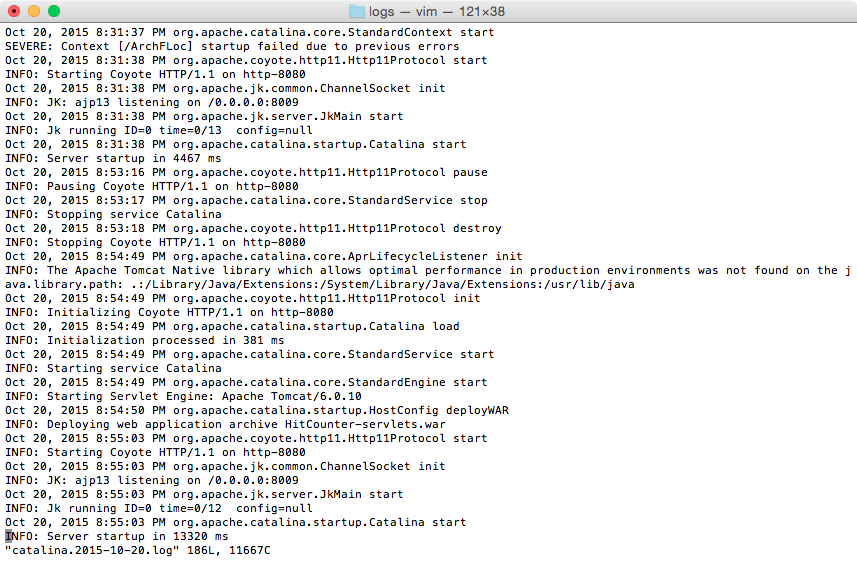 logs — vim — 121×38
Oct 20, 2015 8:31:37 PM org.apache.catalina.core.StandardContext start
SEVERE: Context [/ArchFLoc] startup failed due to previous errors
Oct 20, 2015 8:31:38 PM org.apache.coyote.http11.Http11Protocol start
INFO: Starting Coyote HTTP/1.1 on http-8080
Oct 20, 2015 8:31:38 PM org.apache.jk.common.ChannelSocket init
INFO: JK: ajp13 listening on /0.0.0.0:8009
Oct 20, 2015 8:31:38 PM org.apache.jk.server.JkMain start
INFO: Jk running ID=0 time=0/13  config=null
Oct 20, 2015 8:31:38 PM org.apache.catalina.startup.Catalina start
INFO: Server startup in 4467 ms
Oct 20, 2015 8:53:16 PM org.apache.coyote.http11.Http11Protocol pause
INFO: Pausing Coyote HTTP/1.1 on http-8080
Oct 20, 2015 8:53:17 PM org.apache.catalina.core.StandardService stop
INFO: Stopping service Catalina
Oct 20, 2015 8:53:18 PM org.apache.coyote.http11.Http11Protocol destroy
INFO: Stopping Coyote HTTP/1.1 on http-8080
Oct 20, 2015 8:54:49 PM org.apache.catalina.core.AprLifecycleListener init
INFO: The Apache Tomcat Native library which allows optimal performance in production environments was not found on the j
ava.library.path: .:/Library/Java/Extensions:/System/Library/Java/Extensions:/usr/lib/java
Oct 20, 2015 8:54:49 PM org.apache.coyote.http11.Http11Protocol init
INFO: Initializing Coyote HTTP/1.1 on http-8080
Oct 20, 2015 8:54:49 PM org.apache.catalina.startup.Catalina load
INFO: Initialization processed in 381 ms
Oct 20, 2015 8:54:49 PM org.apache.catalina.core.StandardService start
INFO: Starting service Catalina
Oct 20, 2015 8:54:49 PM org.apache.catalina.core.StandardEngine start
INFO: Starting Servlet Engine: Apache Tomcat/6.0.10
Oct 20, 2015 8:54:50 PM org.apache.catalina.startup.HostConfig deployWAR
INFO: Deploying web application archive HitCounter-servlets.war
Oct 20, 2015 8:55:03 PM org.apache.coyote.http11.Http11Protocol start
INFO: Starting Coyote HTTP/1.1 on http-8080
Oct 20, 2015 8:55:03 PM org.apache.jk.common.ChannelSocket init
INFO: JK: ajp13 listening on /0.0.0.0:8009
Oct 20, 2015 8:55:03 PM org.apache.jk.server.JkMain start
INFO: Jk running ID=0 time=0/12  config=null
Oct 20, 2015 8:55:03 PM org.apache.catalina.startup.Catalina start
INFO: Server startup in 13320 ms
"catalina.2015-10-20.log" 186L, 11667C